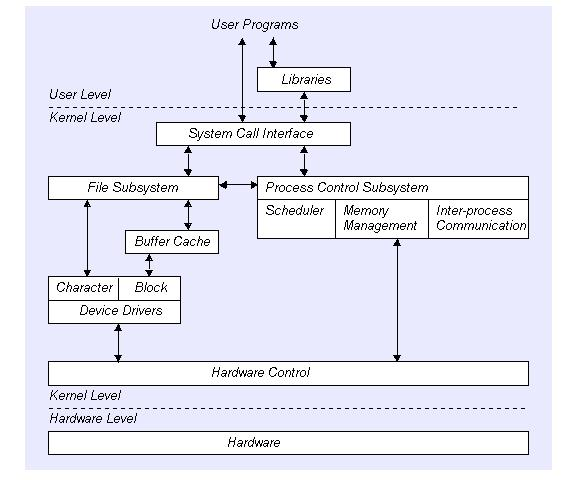 User Programs
Libraries
User Level
Kernel Level
System Call Interface
File Subsystem
Process Control Subsystem
Scheduler
Memory
Management
Inter-process
Communication
Buffer Cache
Character
Block
Device Drivers
Hardware Control
Kernel Level
Hardware Level
Hardware